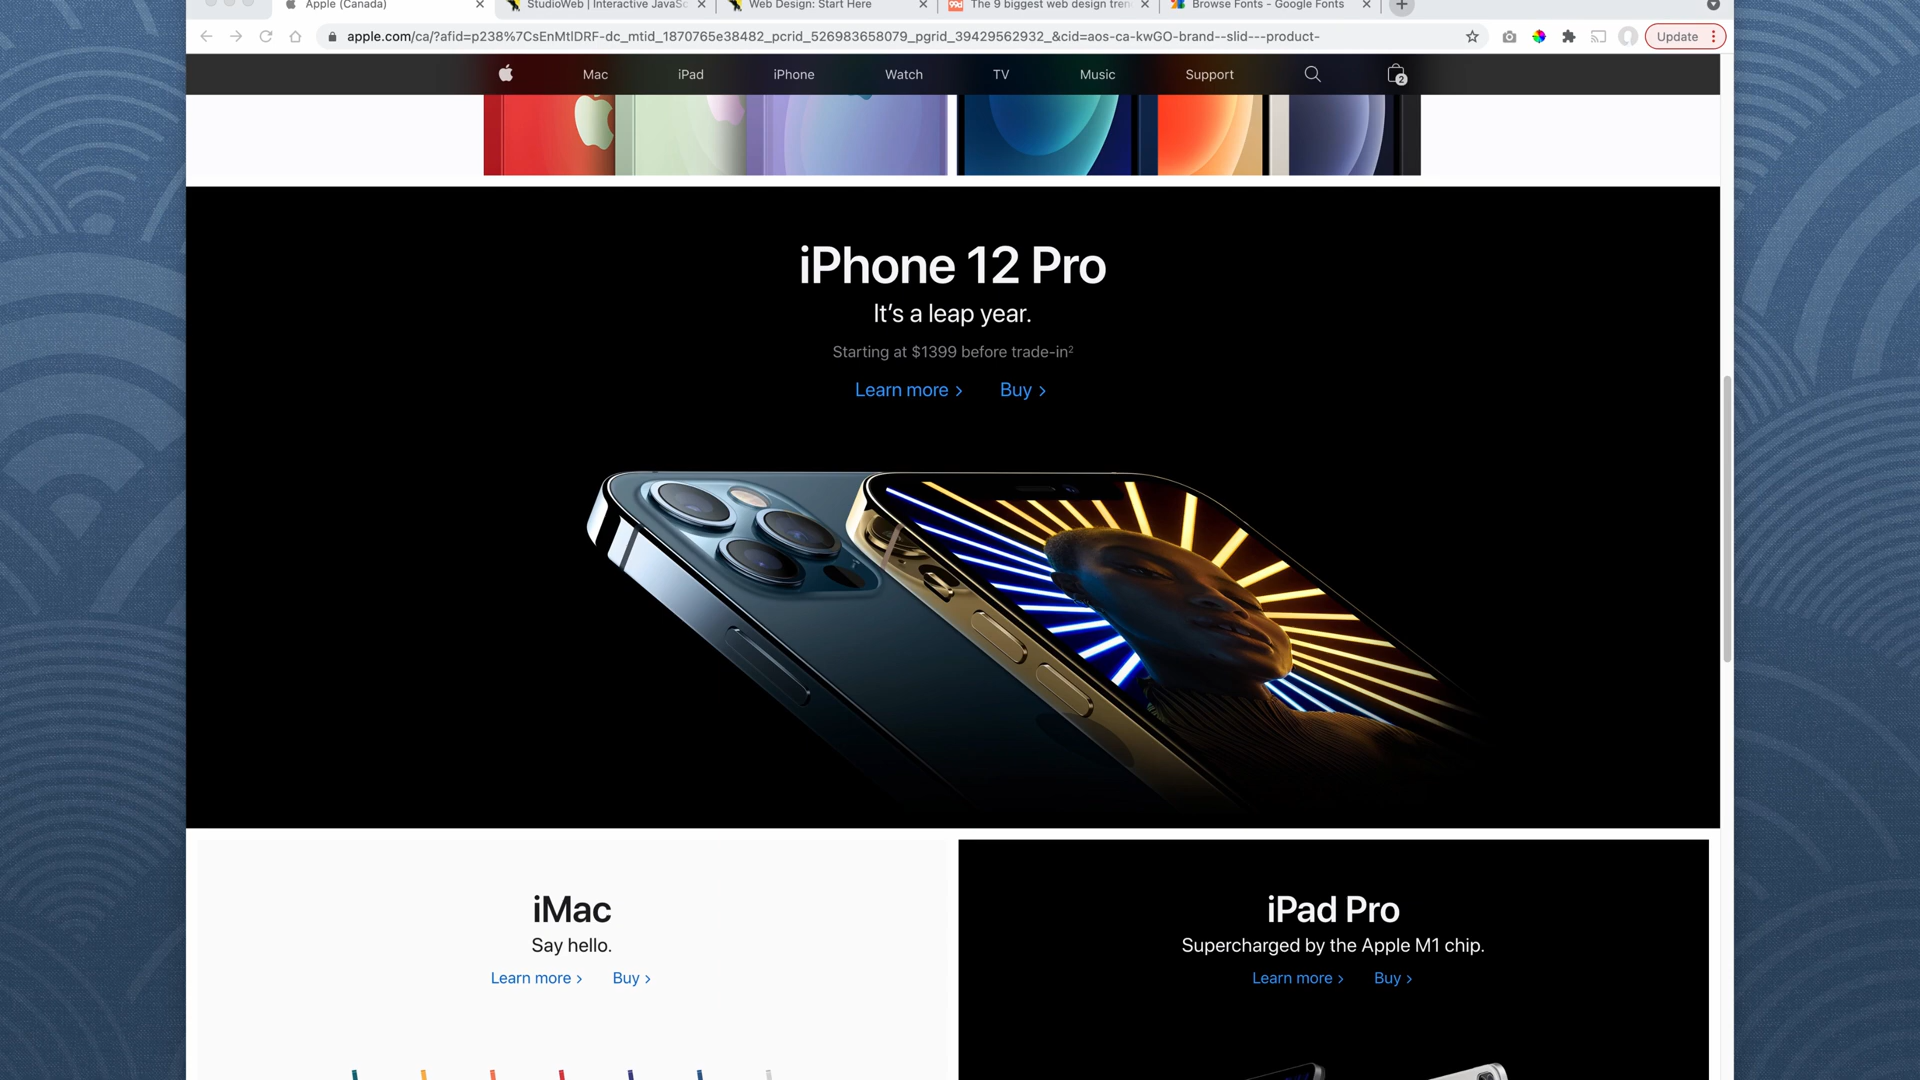 Apple (Canada)
StudioWeb | Interactive JavaSc
Web Design: Start Here
The 9 biggest web design tren
Browse Fonts - Google Fonts
apple.com/ca/?afid=p238%7CsEnMtlDRF-dc_mtid_1870765e38482_pcrid_526983658079_pgrid_39429562932_&cid=aos-ca-kwGO-brand--slid---product-
Update
Mac
iPad
iPhone
Watch
TV
Music
Support
2
iPhone 12 Pro
It's a leap year.
Starting at $1399 before trade-in²
Learn more >
Buy >
iMac
Say hello.
Learn more >
Buy >
iPad Pro
Supercharged by the Apple M1 chip.
Learn more >
Buy >